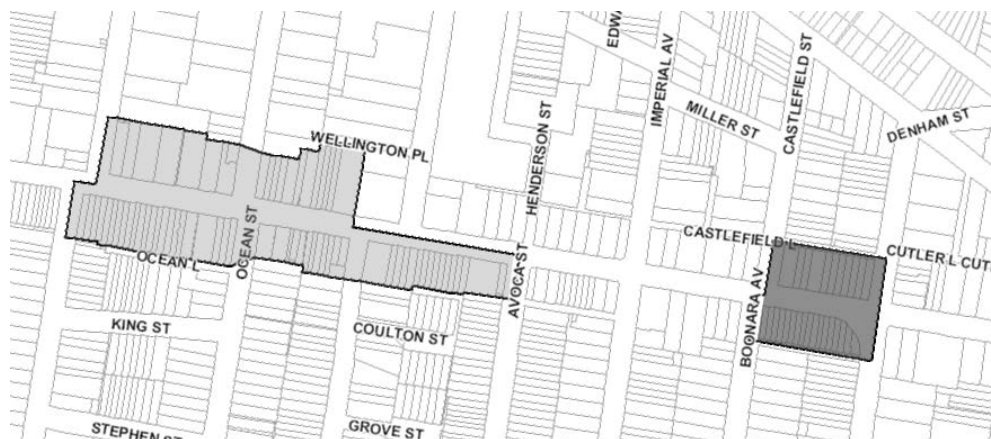 EDWA
IMPERIAL AV
CASTLEFIELD ST
MILLER ST
DENHAM ST
WELLINGTON PL
HENDERSON ST
OCEAN ST
CASTLEFIELD L
CUTLER L CUT
OCEAN L
AVOCA ST
BOONARA AV
KING ST
COULTON ST
STEPHEN ST
GROVE ST